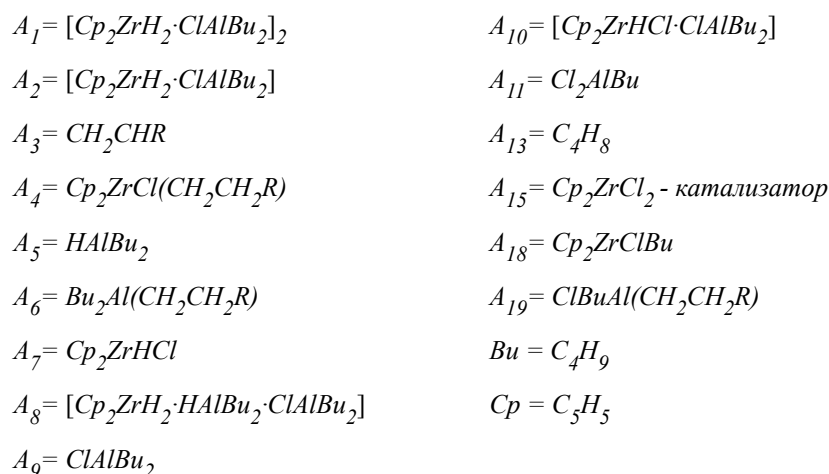 A₁= [Cp₂ZrH₂·ClAlBu₂]₂
A₂= [Cp₂ZrH₂·ClAlBu₂]
A₃= CH₂CHR
A₄= Cp₂ZrCl(CH₂CH₂R)
A₅= HAlBu₂
A₆= Bu₂Al(CH₂CH₂R)
A₇= Cp₂ZrHCl
A₈= [Cp₂ZrH₂·HAlBu₂·ClAlBu₂]
A₉= ClAlBu₂
A₁₀= [Cp₂ZrHCl·ClAlBu₂]
A₁₁= Cl₂AlBu
A₁₃= C₄H₈
A₁₅= Cp₂ZrCl₂ - катализатор
A₁₈= Cp₂ZrClBu
A₁₉= ClBuAl(CH₂CH₂R)
Bu = C₄H₉
Cp = C₅H₅